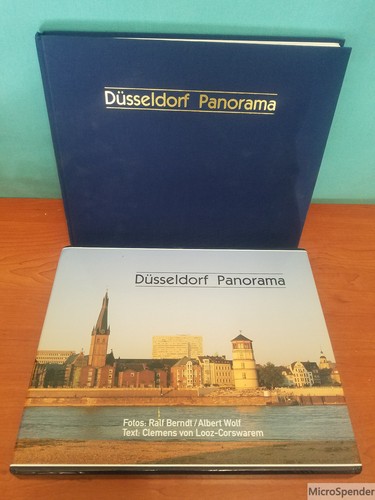 Düsseldorf Panorama
Düsseldorf Panorama
Fotos: Ralf Berndt / Albert Wolf
Text: Clemens von Looz-Corswarem
MicroSpender